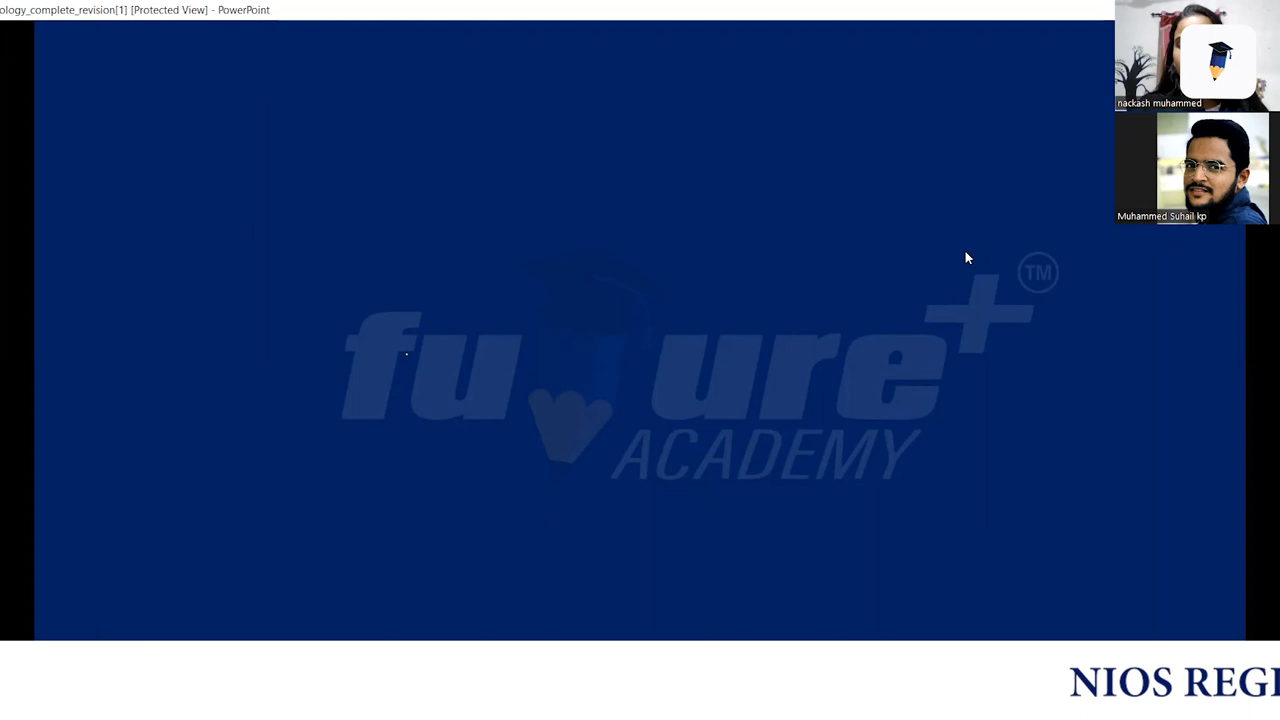 ology_complete_revision[1] [Protected View] - PowerPoint
nackash muhammed
Muhammed Suhail kp
future+ TM
ACADEMY
NIOS REGI